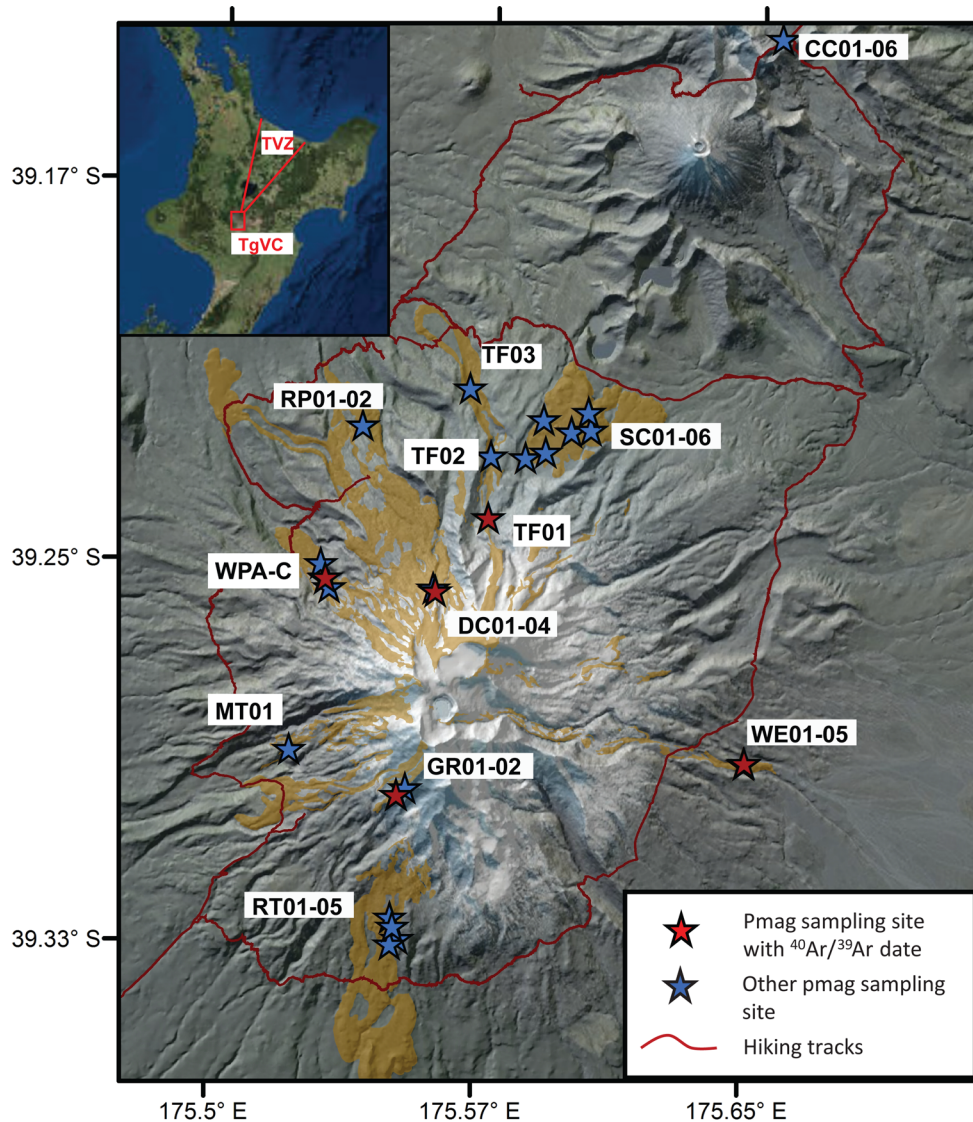 CC01-06
39.17° S
TVZ
TgVC
TF03
RP01-02
SC01-06
TF02
TF01
39.25° S
WPA-C
DC01-04
MT01
WE01-05
GR01-02
RT01-05
39.33° S
Pmag sampling site
with ⁴⁰Ar/³⁹Ar date
Other pmag sampling
site
Hiking tracks
175.5° E
175.57° E
175.65° E